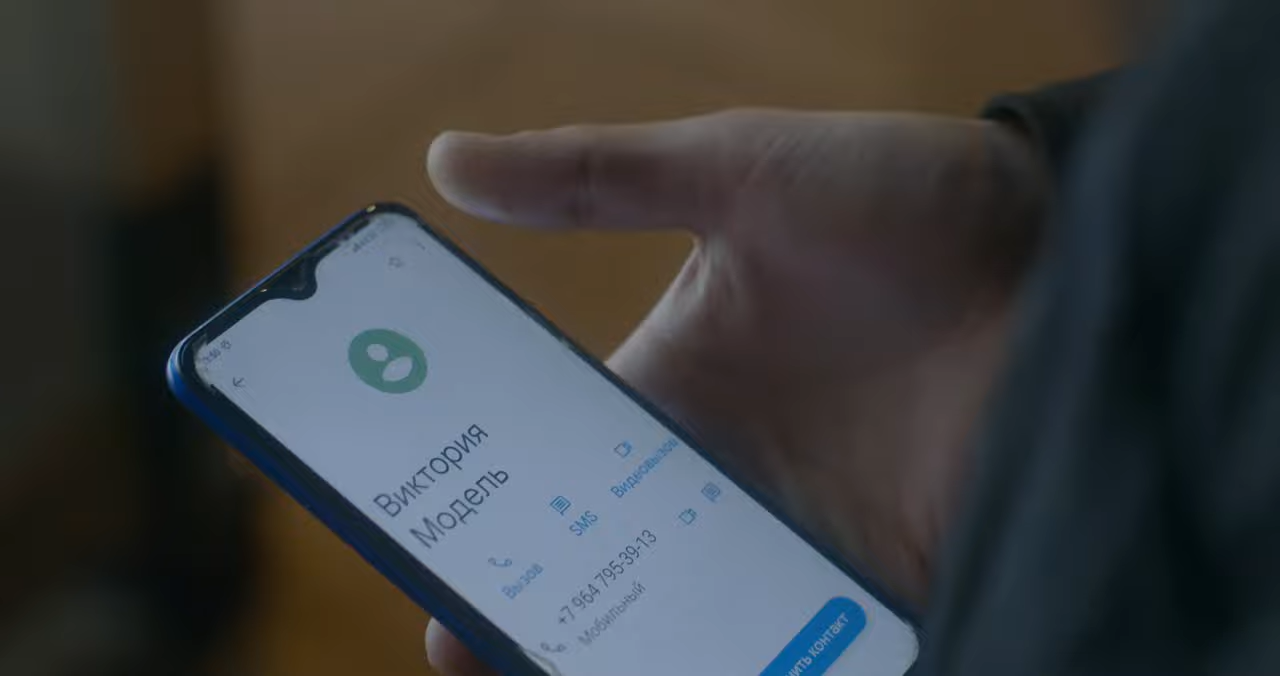 Виктория
Модель
Вызов
SMS
Видеовызов
+7 964 795-39-13
Мобильный
контакт